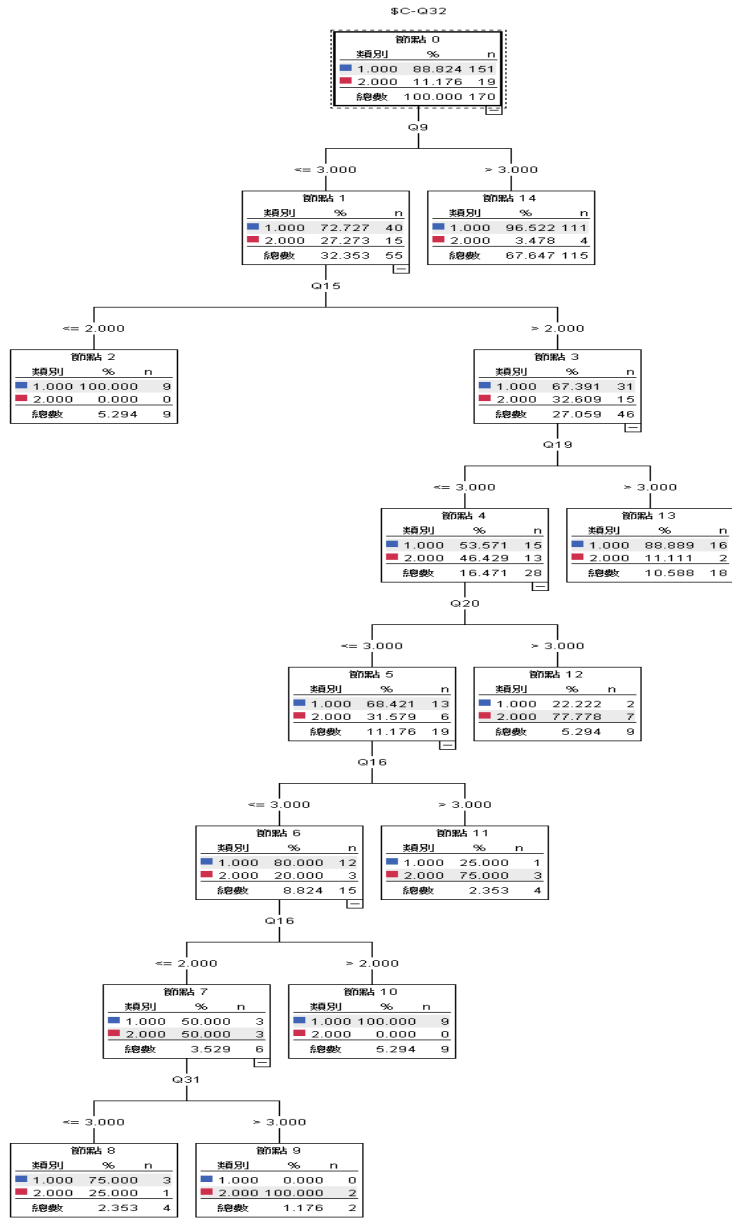 $C-Q32
節點 0
類別 % n
1.000 88.824 151
2.000 11.176 19
總數 100.000 170
Q9
<= 3.000
> 3.000
節點 1
類別 % n
1.000 72.727 40
2.000 27.273 15
總數 32.353 55
節點 14
類別 % n
1.000 96.522 111
2.000 3.478 4
總數 67.647 115
Q15
<= 2.000
> 2.000
節點 2
類別 % n
1.000 100.000 9
2.000 0.000 0
總數 5.294 9
節點 3
類別 % n
1.000 67.391 31
2.000 32.609 15
總數 27.059 46
Q19
<= 3.000
> 3.000
節點 4
類別 % n
1.000 53.571 15
2.000 46.429 13
總數 16.471 28
節點 13
類別 % n
1.000 88.889 16
2.000 11.111 2
總數 10.588 18
Q20
<= 3.000
> 3.000
節點 5
類別 % n
1.000 68.421 13
2.000 31.579 6
總數 11.176 19
節點 12
類別 % n
1.000 22.222 2
2.000 77.778 7
總數 5.294 9
Q16
<= 3.000
> 3.000
節點 6
類別 % n
1.000 80.000 12
2.000 20.000 3
總數 8.824 15
節點 11
類別 % n
1.000 25.000 1
2.000 75.000 3
總數 2.353 4
Q16
<= 2.000
> 2.000
節點 7
類別 % n
1.000 50.000 3
2.000 50.000 3
總數 3.529 6
節點 10
類別 % n
1.000 100.000 9
2.000 0.000 0
總數 5.294 9
Q31
<= 3.000
> 3.000
節點 8
類別 % n
1.000 75.000 3
2.000 25.000 1
總數 2.353 4
節點 9
類別 % n
1.000 0.000 0
2.000 100.000 2
總數 1.176 2